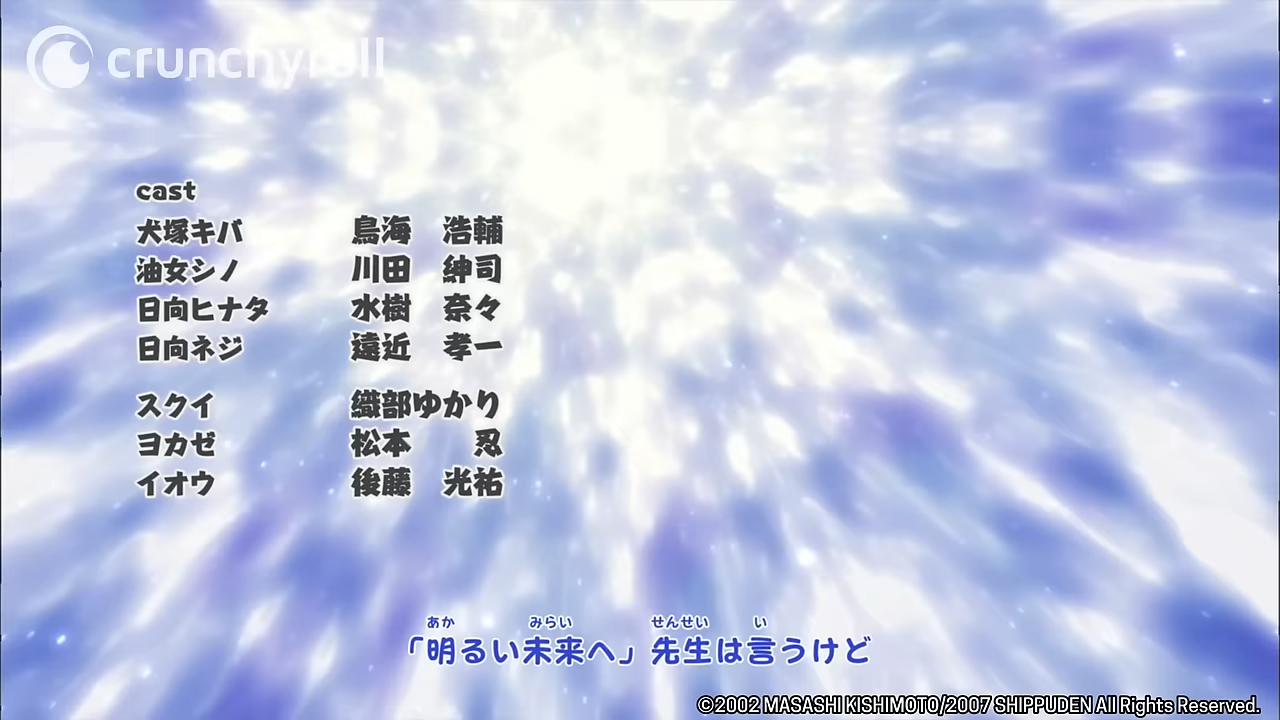 crunchyroll
cast
犬塚キバ 鳥海 浩輔
油女シノ 川田 紳司
日向ヒナタ 水樹 奈々
日向ネジ 遠近 孝一
スクイ 織部ゆかり
ヨカゼ 松本 忍
イオウ 後藤 光祐
あか みらい せんせい い
「明るい未来へ」先生は言うけど
©2002 MASASHI KISHIMOTO/2007 SHIPPUDEN All Rights Reserved.